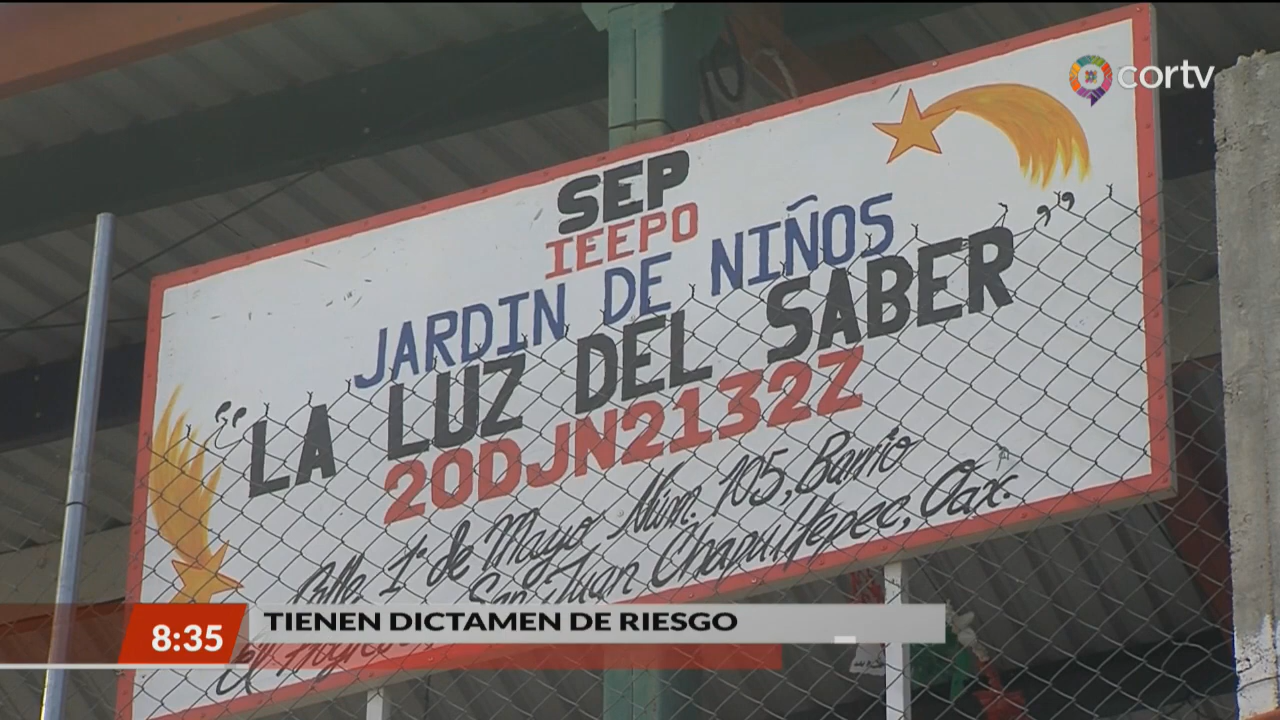 cortv
SEP
IEEPO
JARDIN DE NIÑOS
"LA LUZ DEL SABER"
20DJN2132Z
Calle 1° de Mayo Núm. 105, Barrio
San Juan Chapultepec, Oax.
8:35
TIENEN DICTAMEN DE RIESGO